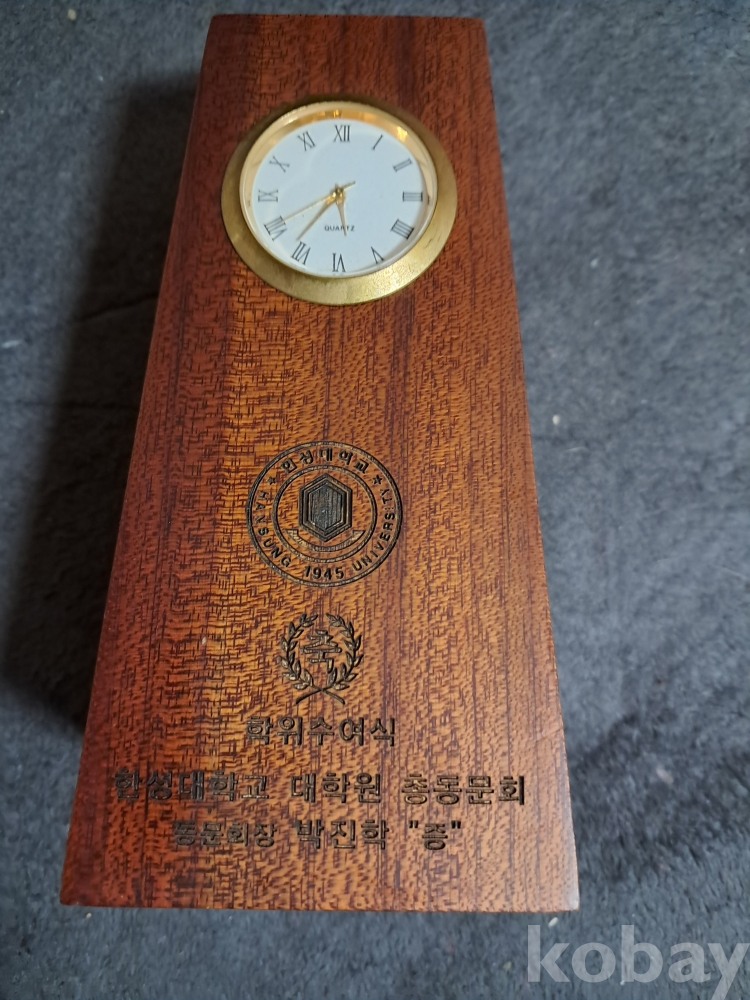 XII
I
II
III
IIII
V
VI
VII
VIII
IX
X
XI
QUARTZ
한성대학교
HANSUNG 1945 UNIVERSITY
축
학위수여식
한성대학교 대학원 총동문회
동문회장 박진학 "증"
kobay